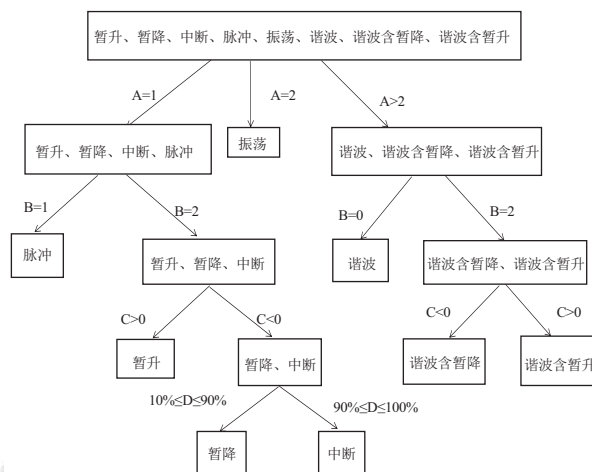 暂升、暂降、中断、脉冲、振荡、谐波、谐波含暂降、谐波含暂升
A=1
A=2
A>2
暂升、暂降、中断、脉冲
振荡
谐波、谐波含暂降、谐波含暂升
B=1
B=2
B=0
B=2
脉冲
暂升、暂降、中断
谐波
谐波含暂降、谐波含暂升
C>0
C<0
C<0
C>0
暂升
暂降、中断
谐波含暂降
谐波含暂升
10%≤D≤90%
90%≤D≤100%
暂降
中断